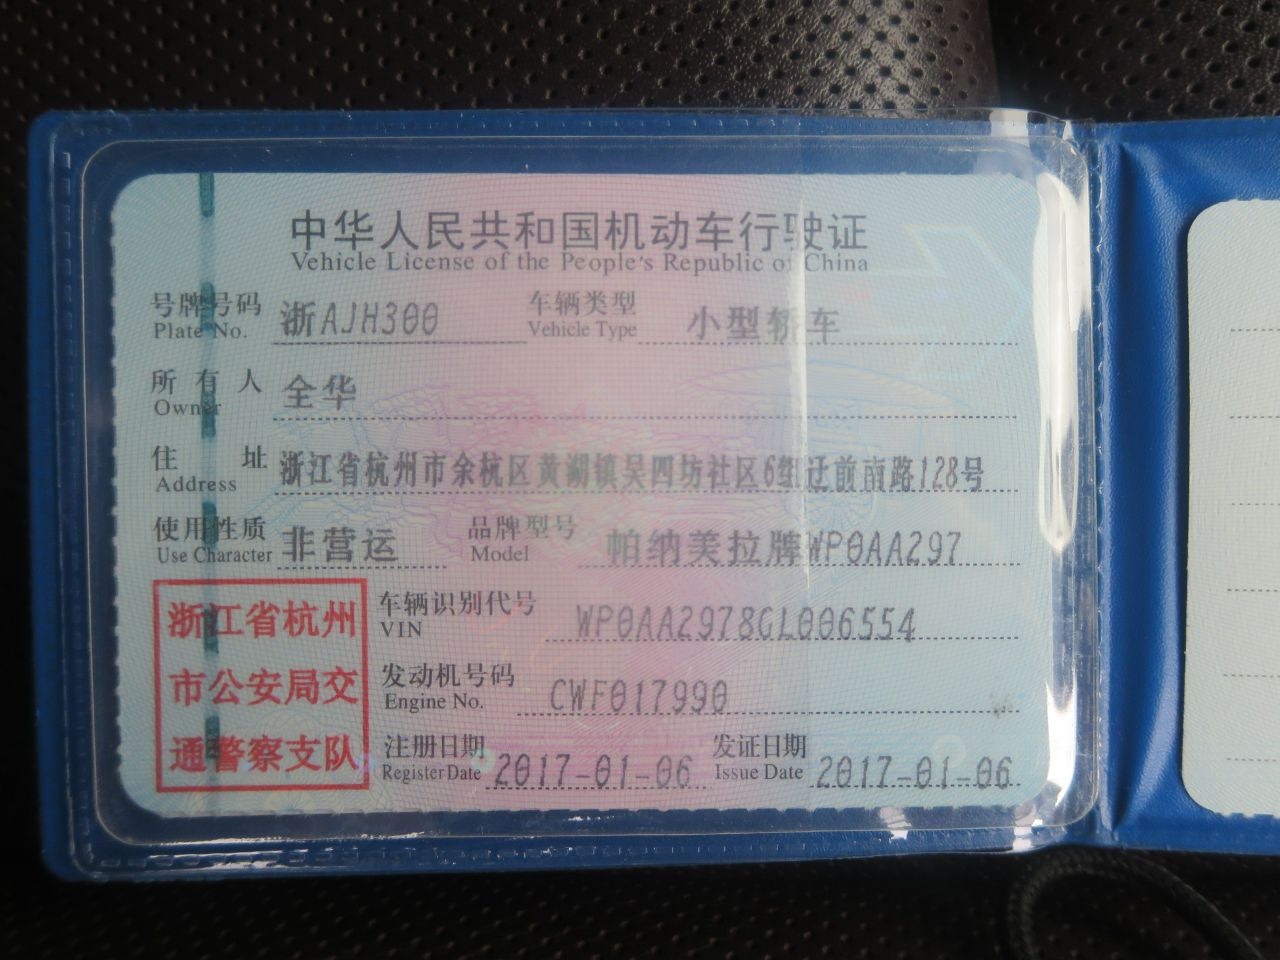 中华人民共和国机动车行驶证
Vehicle License of the People's Republic of China
号牌号码 浙AJH300 车辆类型 小型轿车
Plate No. Vehicle Type
所有人 全华
Owner
住址 浙江省杭州市余杭区黄湖镇吴四坊社区6组迁前南路128号
Address
使用性质 非营运 品牌型号 帕纳美拉牌WP0AA297
Use Character Model
浙江省杭州
市公安局交
通警察支队
车辆识别代号 WP0AA2978GL006554
VIN
发动机号码 CWF017990
Engine No.
注册日期 2017-01-06 发证日期 2017-01-06
Register Date Issue Date